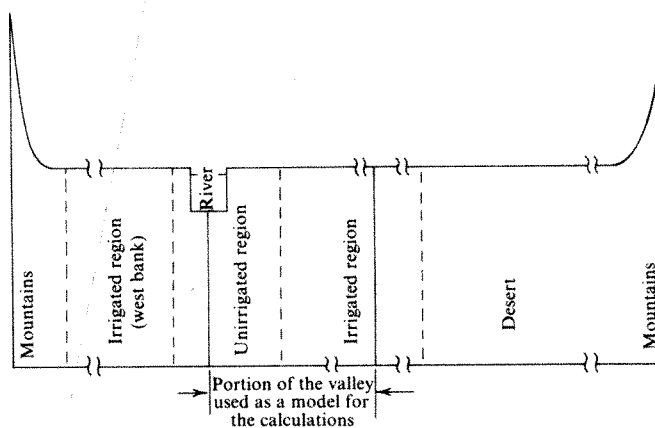 Mountains
Irrigated region
(west bank)
River
Unirrigated region
Irrigated region
Desert
Mountains
Portion of the valley
used as a model for
the calculations